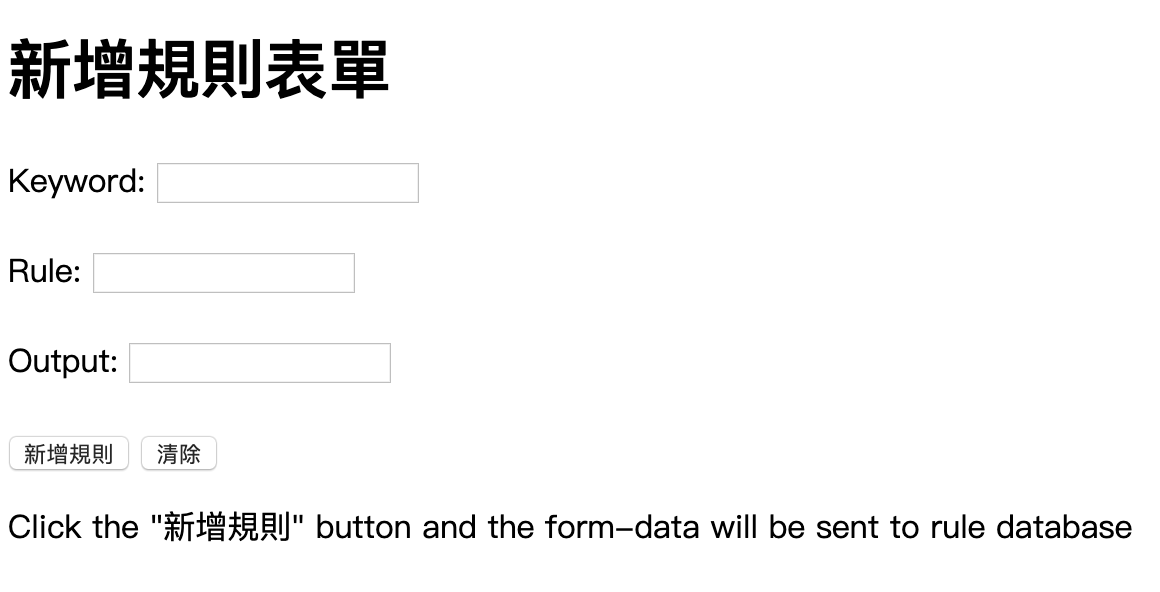 新增規則表單
Keyword:
Rule:
Output:
新增規則 清除
Click the "新增規則" button and the form-data will be sent to rule database